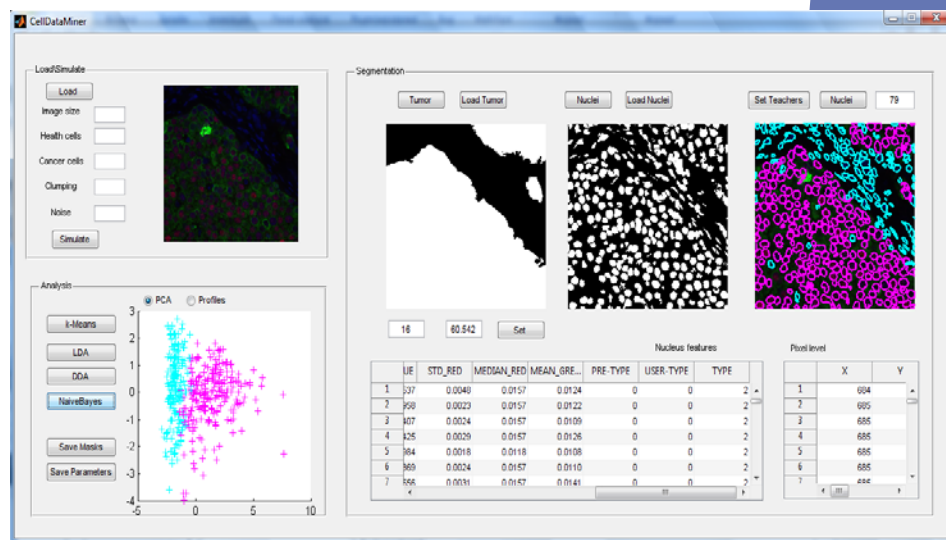 CellDataMiner
Load\Simulate
Load
Image size
Health cells
Cancer cells
Clumping
Noise
Simulate
Segmentation
Tumor Load Tumor Nuclei Load Nuclei Set Teachers Nuclei 79
16 60.542 Set
Analysis
PCA Profiles
k-Means
LDA
DDA
NaiveBayes
Save Masks
Save Parameters
3
2
1
0
-1
-2
-3
-4
-5 0 5 10
Nucleus features
UE STD_RED MEDIAN_RED MEAN_GRE... PRE-TYPE USER-TYPE TYPE
1 537 0.0048 0.0157 0.0124 0 0 2
2 958 0.0023 0.0157 0.0122 0 0 2
3 407 0.0024 0.0157 0.0109 0 0 2
4 425 0.0029 0.0157 0.0126 0 0 2
5 984 0.0018 0.0118 0.0108 0 0 2
6 969 0.0024 0.0157 0.0110 0 0 2
7 556 0.0031 0.0157 0.0141 0 0 2
Pixel level
X Y
1 684
2 685
3 685
4 685
5 685
6 685
7 685